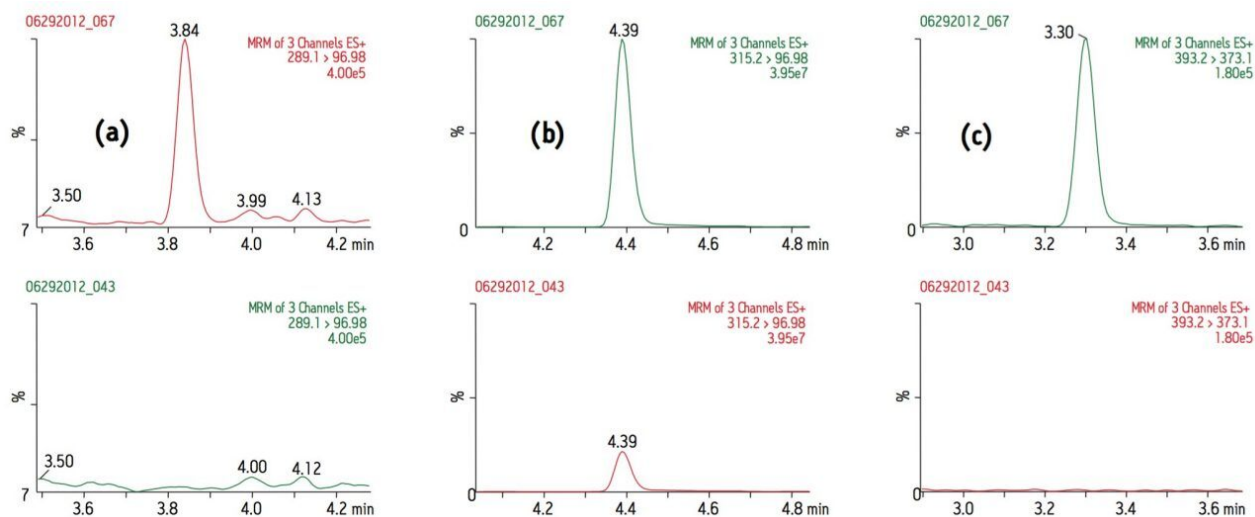 06292012_067
3.84
MRM of 3 Channels ES+
289.1 > 96.98
4.00e5
%
(a)
3.50
3.99
4.13
7
3.6
3.8
4.0
4.2 min
06292012_067
4.39
MRM of 3 Channels ES+
315.2 > 96.98
3.95e7
%
(b)
0
4.2
4.4
4.6
4.8 min
06292012_067
3.30
MRM of 3 Channels ES+
393.2 > 373.1
1.80e5
%
(c)
0
3.0
3.2
3.4
3.6 min
06292012_043
MRM of 3 Channels ES+
289.1 > 96.98
4.00e5
%
3.50
4.00
4.12
7
3.6
3.8
4.0
4.2 min
06292012_043
MRM of 3 Channels ES+
315.2 > 96.98
3.95e7
%
4.39
0
4.2
4.4
4.6
4.8 min
06292012_043
MRM of 3 Channels ES+
393.2 > 373.1
1.80e5
%
0
3.0
3.2
3.4
3.6 min